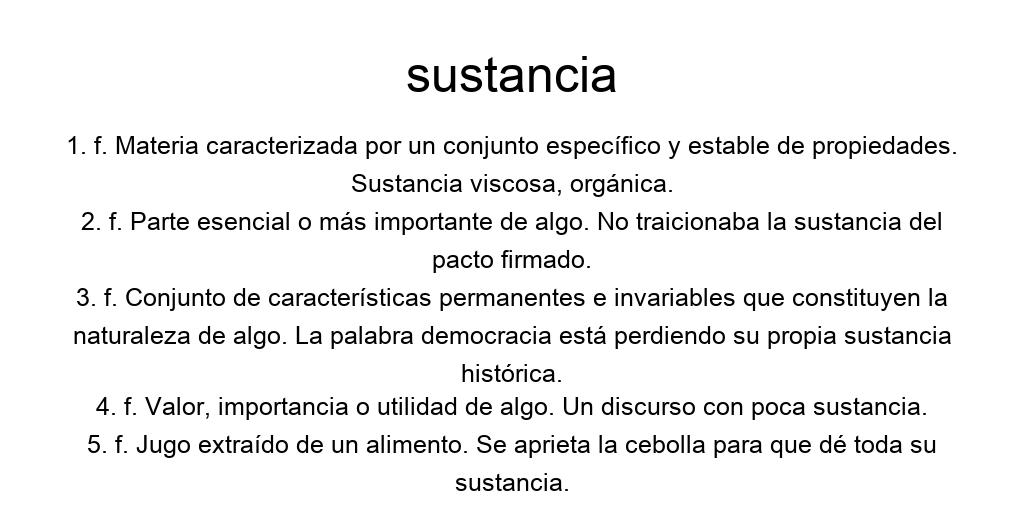 sustancia
1. f. Materia caracterizada por un conjunto específico y estable de propiedades.
Sustancia viscosa, orgánica.
2. f. Parte esencial o más importante de algo. No traicionaba la sustancia del
pacto firmado.
3. f. Conjunto de características permanentes e invariables que constituyen la
naturaleza de algo. La palabra democracia está perdiendo su propia sustancia
histórica.
4. f. Valor, importancia o utilidad de algo. Un discurso con poca sustancia.
5. f. Jugo extraído de un alimento. Se aprieta la cebolla para que dé toda su
sustancia.